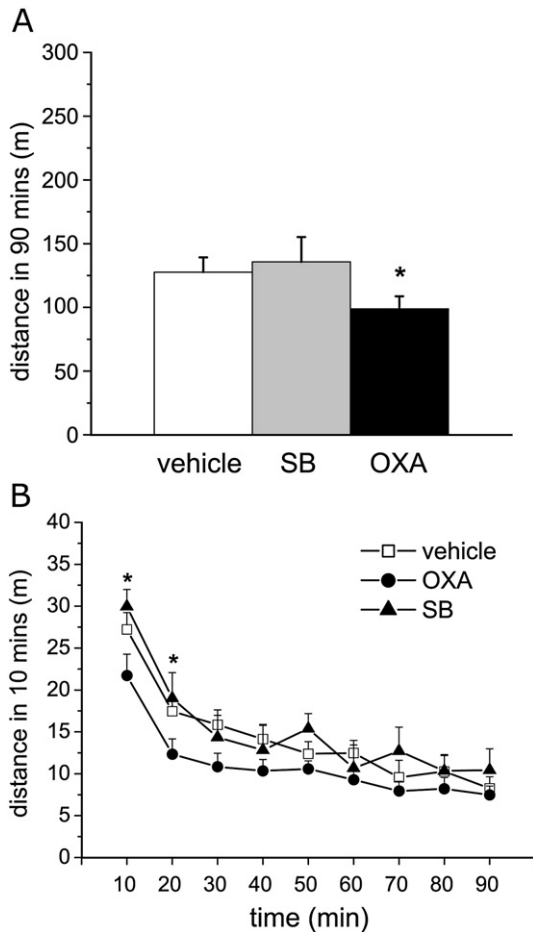 A
distance in 90 mins (m)
300
250
200
150
100
50
0
*
vehicle SB OXA
B
distance in 10 mins (m)
40
35
30
25
20
15
10
5
0
* *
vehicle
OXA
SB
10 20 30 40 50 60 70 80 90
time (min)